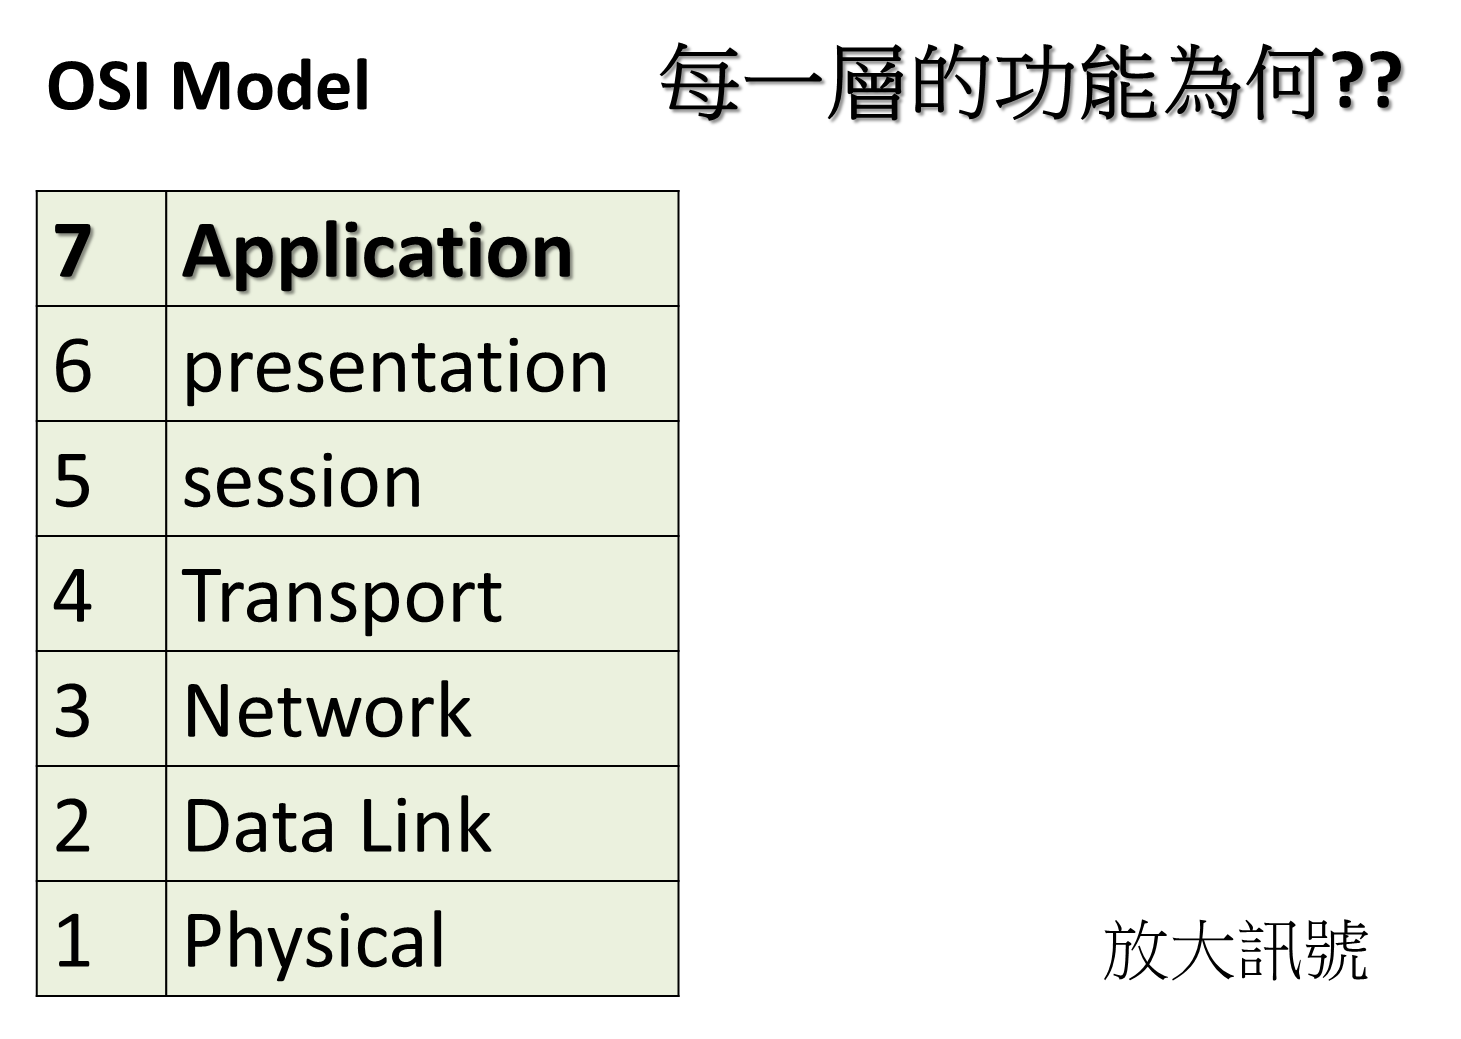 OSI Model 每一層的功能為何??
7 Application
6 presentation
5 session
4 Transport
3 Network
2 Data Link
1 Physical 放大訊號